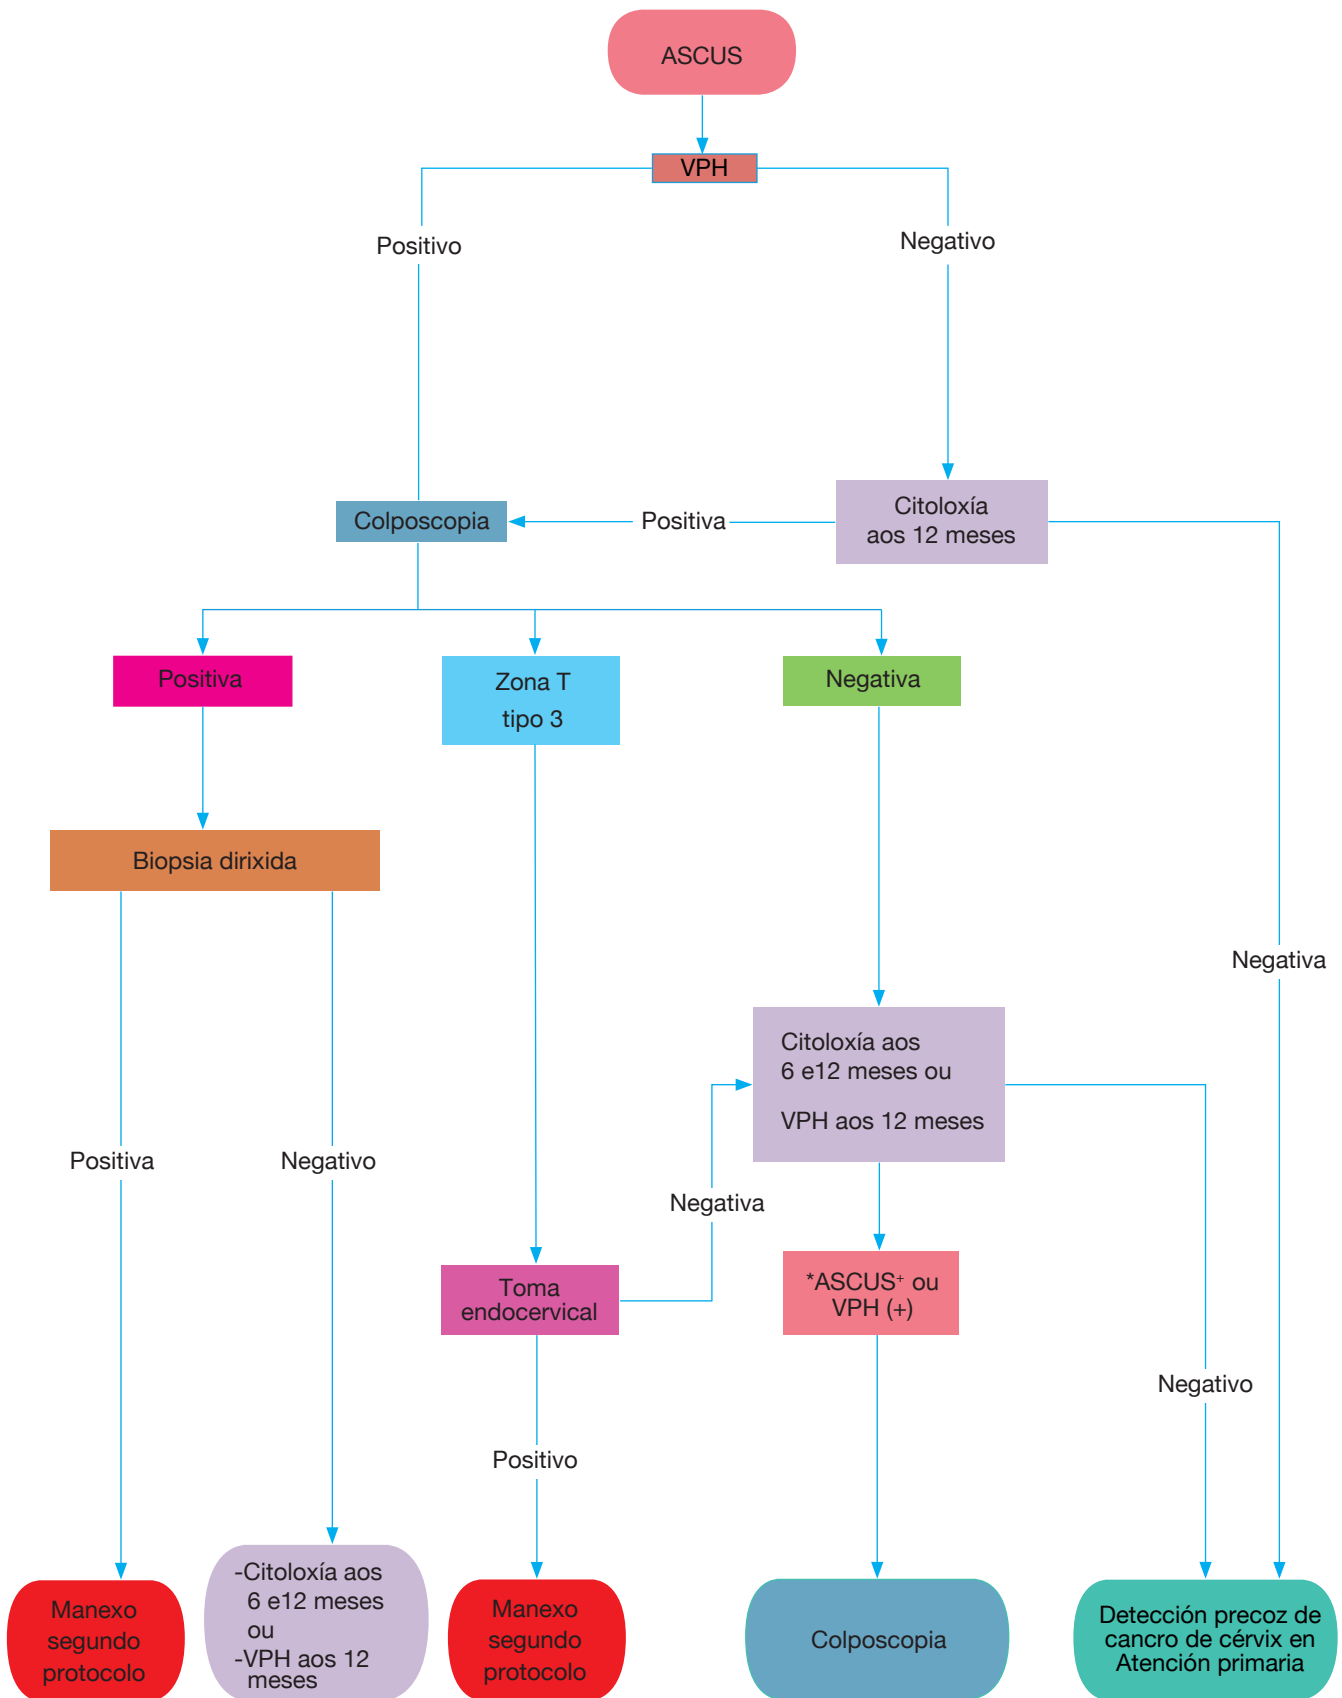 ASCUS
VPH
Positivo
Negativo
Citoloxía
aos 12 meses
Colposcopia
Positiva
Positiva
Zona T
tipo 3
Negativa
Biopsia dirixida
Negativa
Citoloxía aos
6 e12 meses ou
VPH aos 12 meses
Positiva
Negativo
Negativa
Toma
endocervical
*ASCUS⁺ ou
VPH (+)
Negativo
Positivo
Manexo
segundo
protocolo
-Citoloxía aos
6 e12 meses
ou
-VPH aos 12
meses
Manexo
segundo
protocolo
Colposcopia
Detección precoz de
cancro de cérvix en
Atención primaria